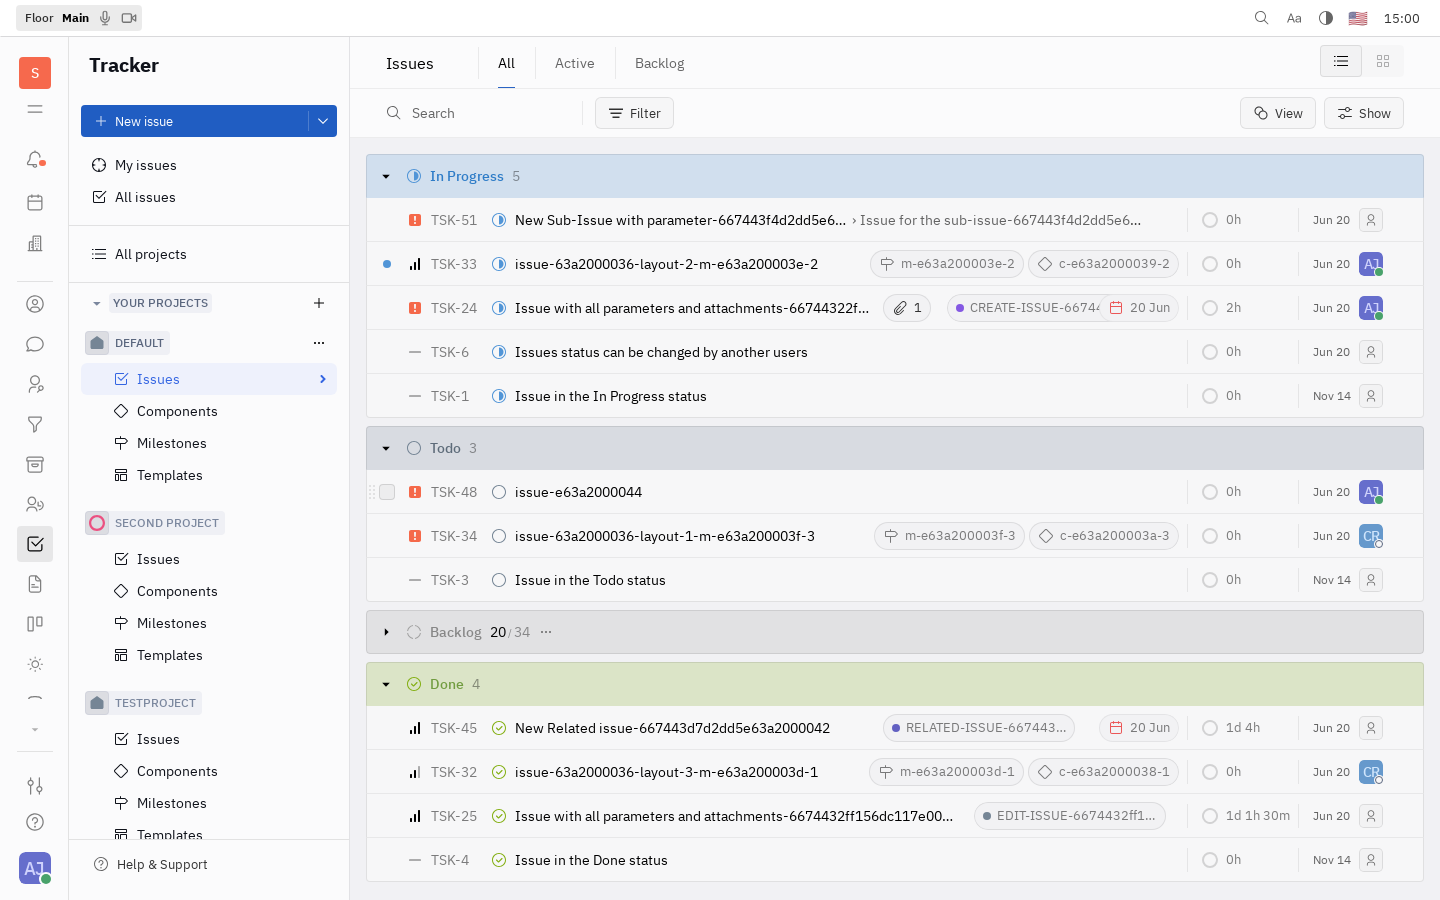 Floor Main
Aa
15:00
S
Tracker
New issue
My issues
All issues
All projects
YOUR PROJECTS
DEFAULT
Issues
Components
Milestones
Templates
SECOND PROJECT
Issues
Components
Milestones
Templates
TESTPROJECT
Issues
Components
Milestones
Templates
Help & Support
AJ
Issues
All
Active
Backlog
Search
Filter
View
Show
In Progress 5
TSK-51 New Sub-Issue with parameter-667443f4d2dd5e6... › Issue for the sub-issue-667443f4d2dd5e6... 0h Jun 20
TSK-33 issue-63a2000036-layout-2-m-e63a200003e-2 m-e63a200003e-2 c-e63a2000039-2 0h Jun 20 AJ
TSK-24 Issue with all parameters and attachments-66744322f... 1 CREATE-ISSUE-6674 20 Jun 2h Jun 20 AJ
TSK-6 Issues status can be changed by another users 0h Jun 20
TSK-1 Issue in the In Progress status 0h Nov 14
Todo 3
TSK-48 issue-e63a2000044 0h Jun 20 AJ
TSK-34 issue-63a2000036-layout-1-m-e63a200003f-3 m-e63a200003f-3 c-e63a200003a-3 0h Jun 20 CR
TSK-3 Issue in the Todo status 0h Nov 14
Backlog 20/34 ...
Done 4
TSK-45 New Related issue-667443d7d2dd5e63a2000042 RELATED-ISSUE-667443... 20 Jun 1d 4h Jun 20
TSK-32 issue-63a2000036-layout-3-m-e63a200003d-1 m-e63a200003d-1 c-e63a2000038-1 0h Jun 20 CR
TSK-25 Issue with all parameters and attachments-6674432ff156dc117e00... EDIT-ISSUE-6674432ff1... 1d 1h 30m Jun 20
TSK-4 Issue in the Done status 0h Nov 14